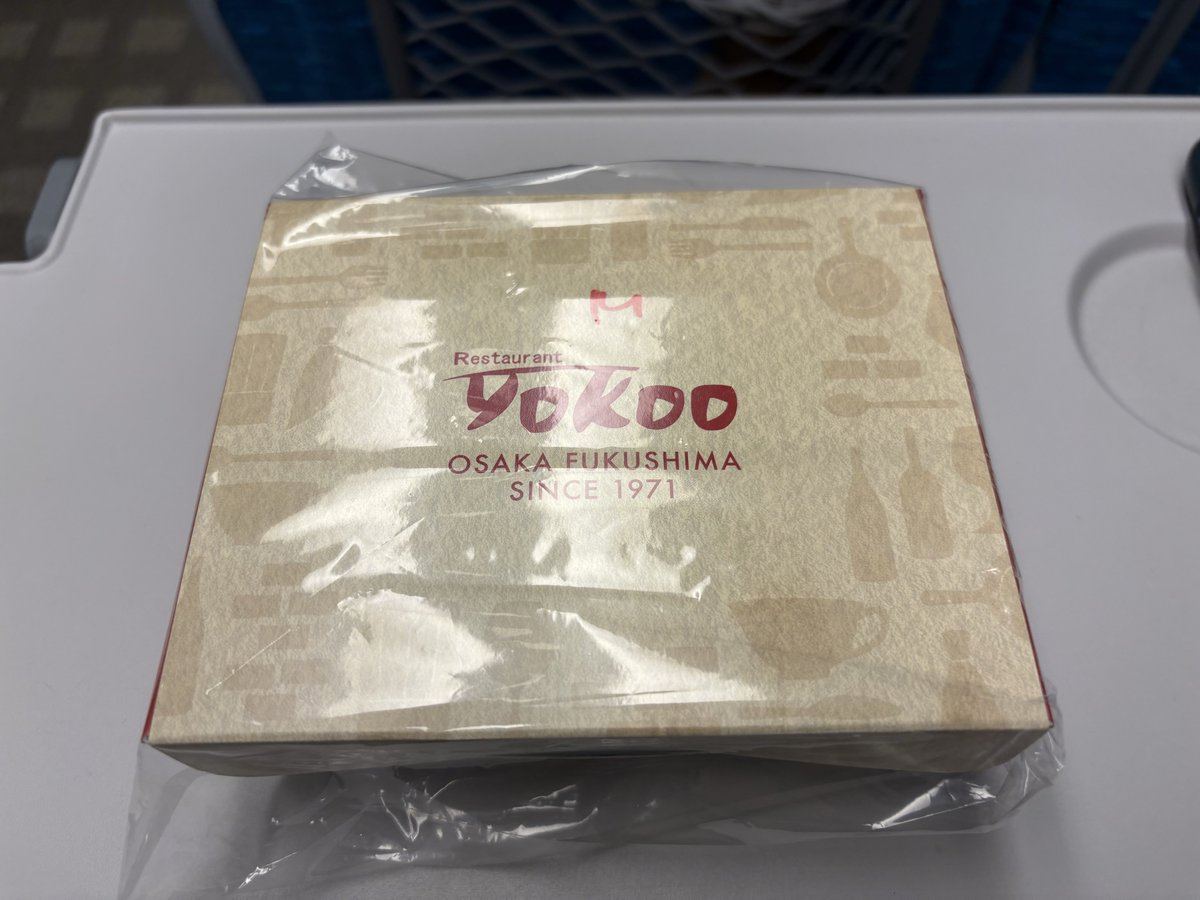 Restaurant
YOKOO
OSAKA FUKUSHIMA
SINCE 1971